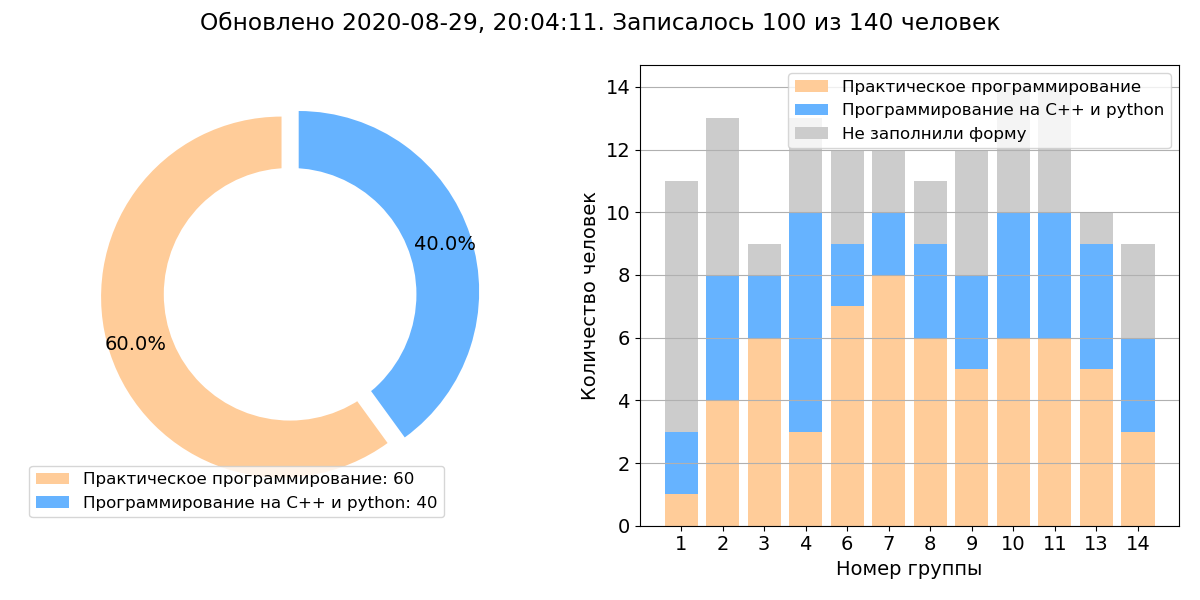 Обновлено 2020-08-29, 20:04:11. Записалось 100 из 140 человек
40.0%
60.0%
Практическое программирование: 60
Программирование на C++ и python: 40
Практическое программирование
Программирование на C++ и python
Не заполнили форму
Количество человек
14
12
10
8
6
4
2
0
1 2 3 4 6 7 8 9 10 11 13 14
Номер группы